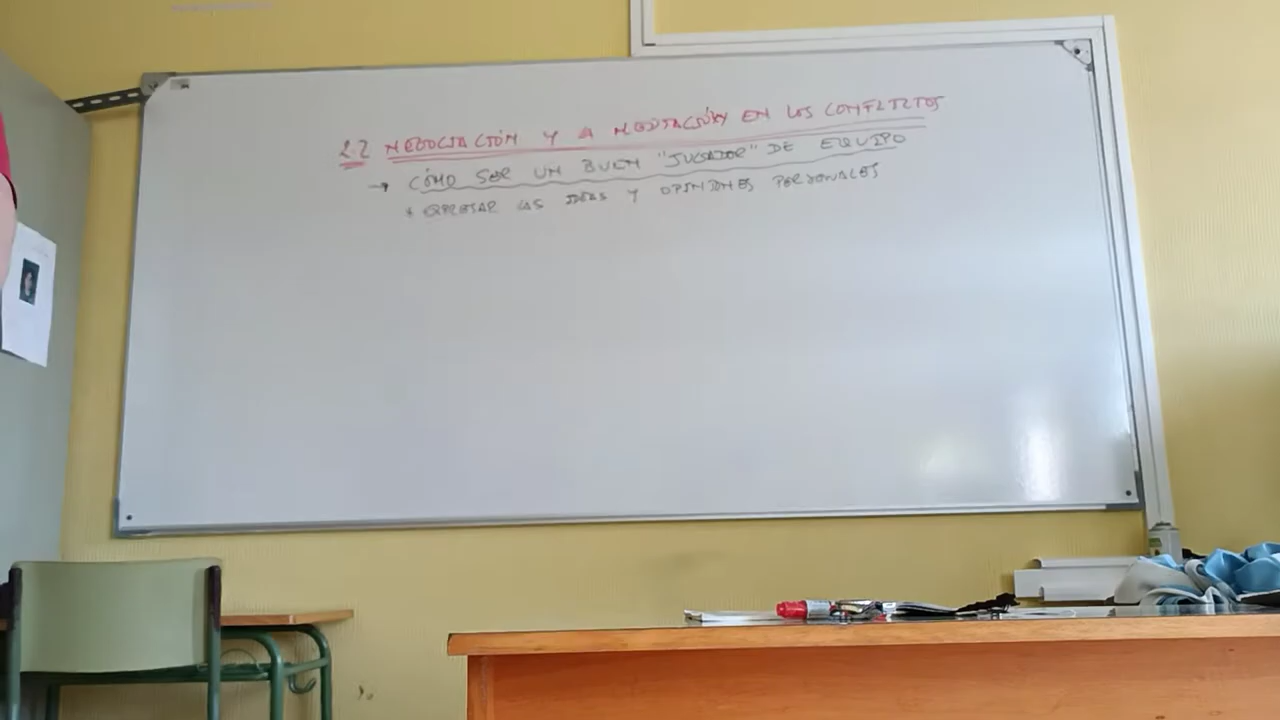 2.2 NEGOCIACIÓN Y LA MEDIACIÓN EN LOS CONFLICTOS
→ CÓMO SER UN BUEN "JUGADOR" DE EQUIPO
* EXPRESAR LAS IDEAS Y OPINIONES PERSONALES